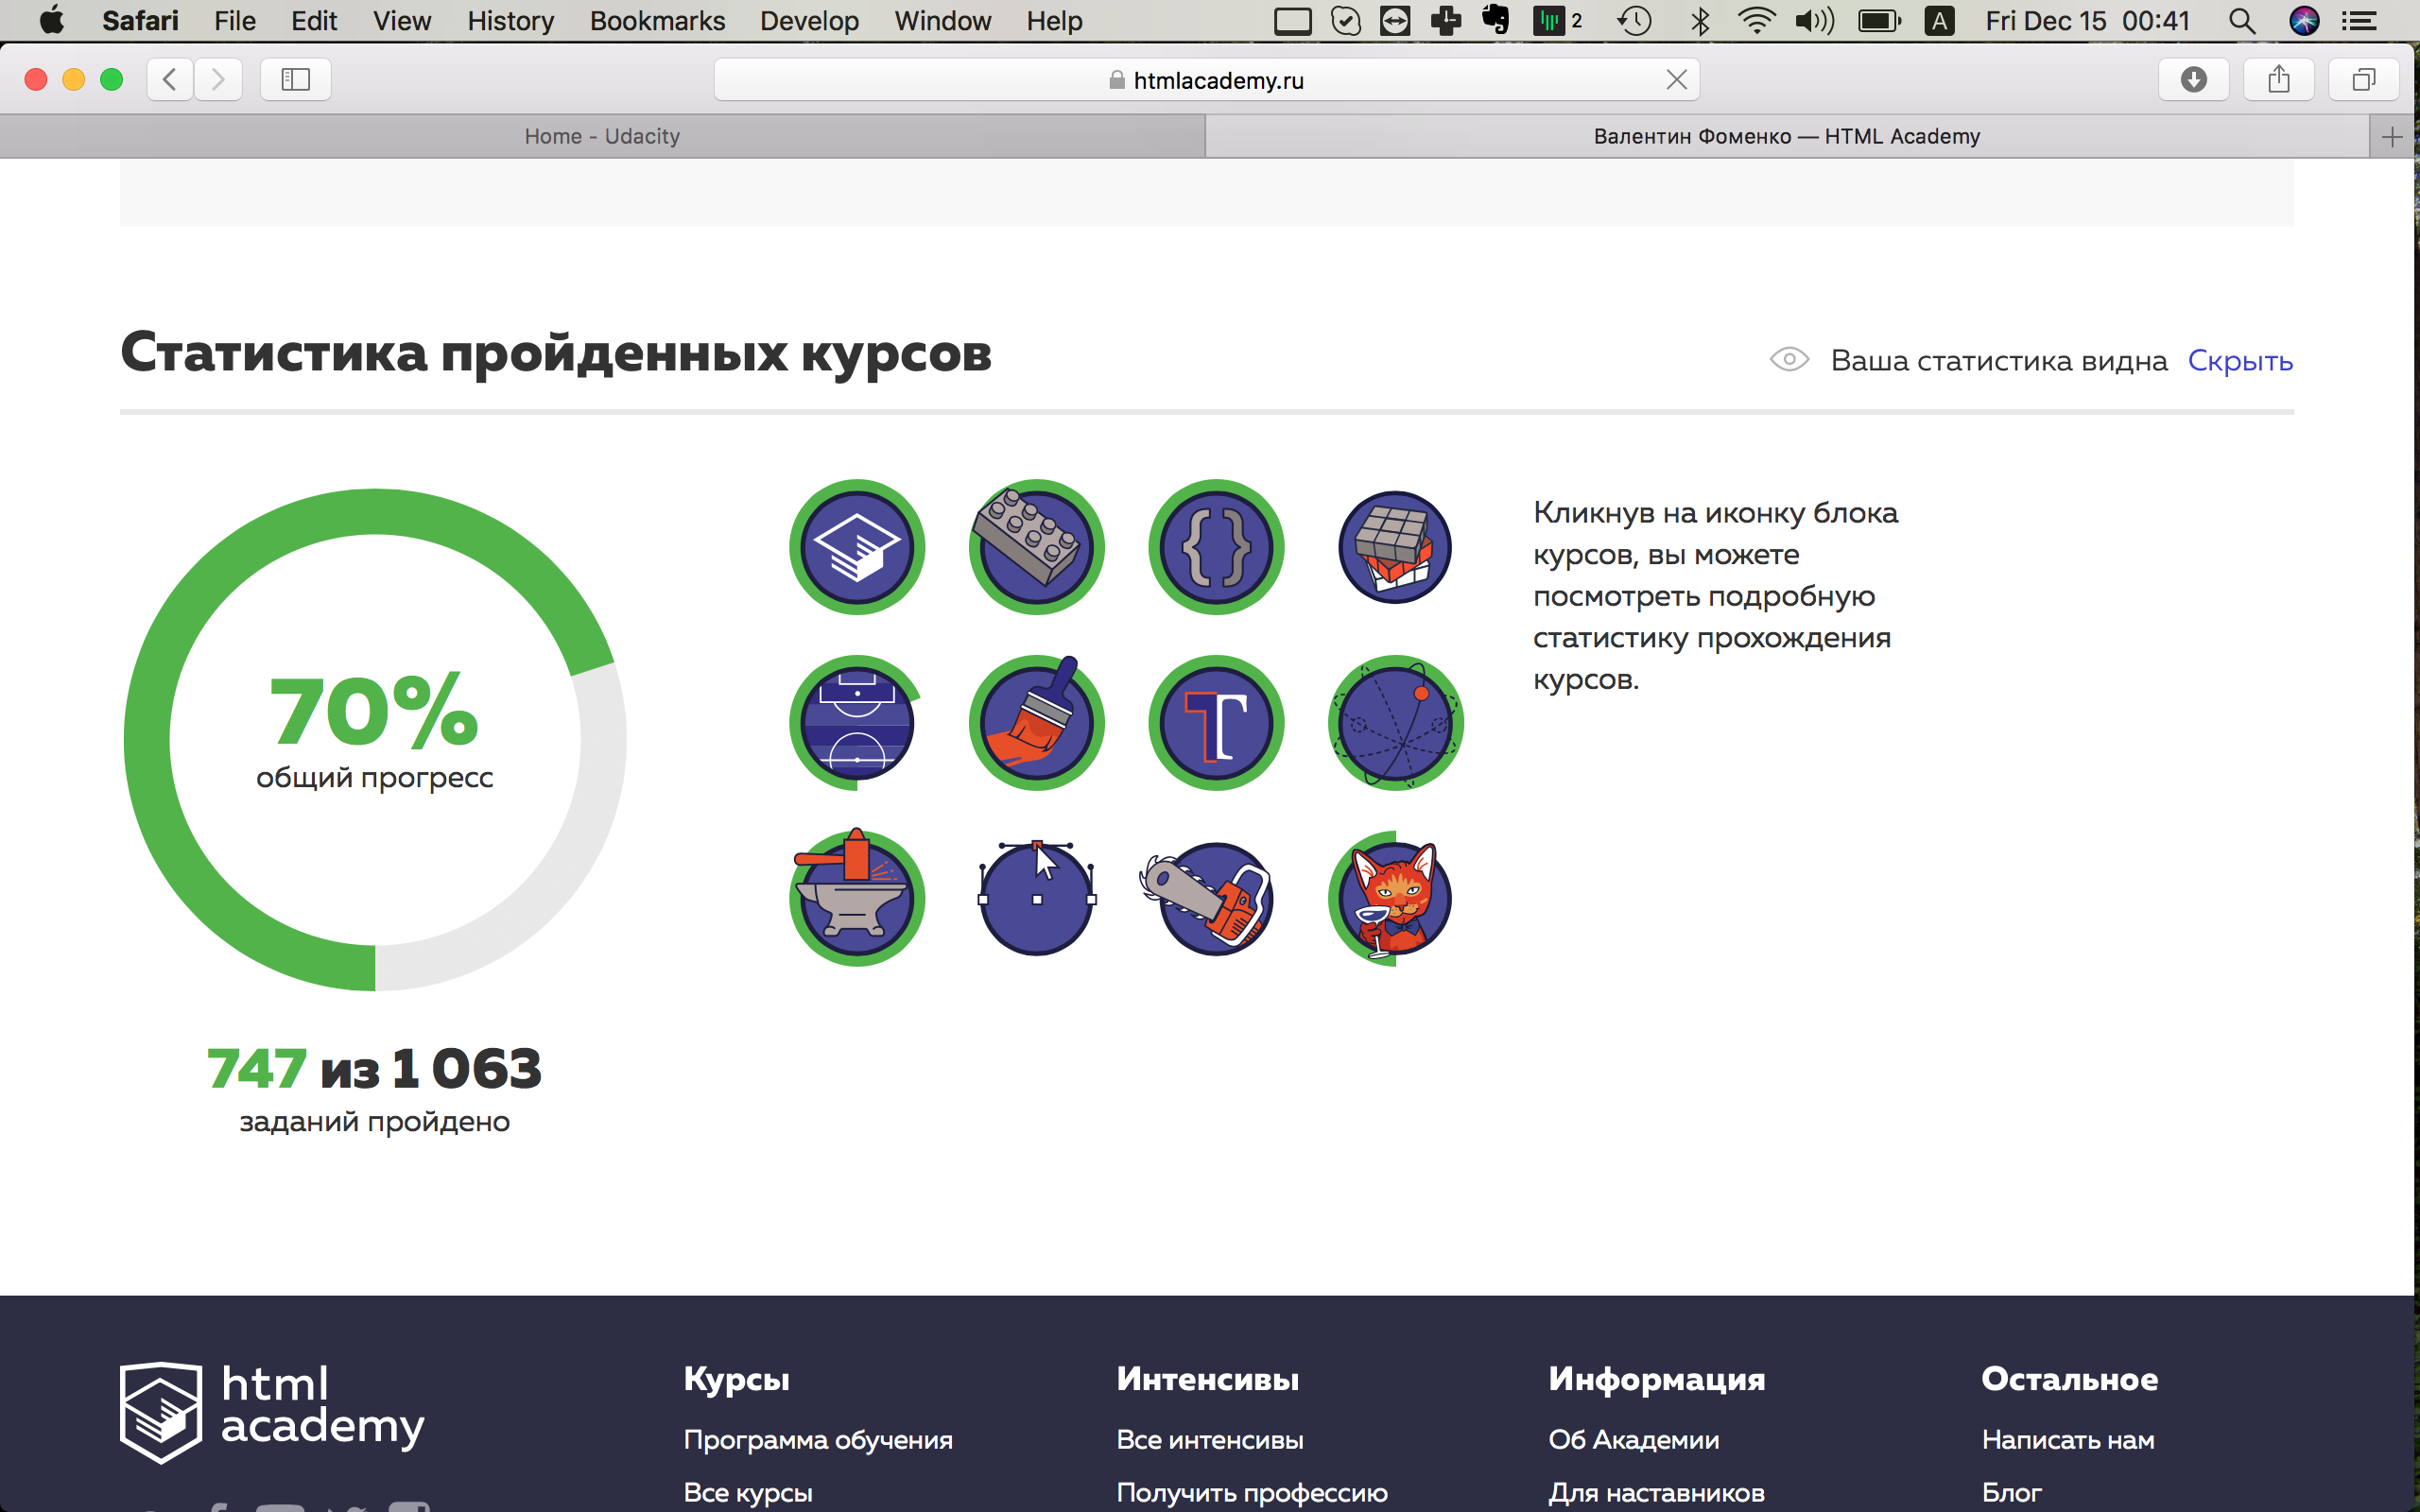 Safari File Edit View History Bookmarks Develop Window Help 2 A Fri Dec 15 00:41
htmlacademy.ru
Home - Udacity
Валентин Фоменко — HTML Academy
Статистика пройденных курсов
Ваша статистика видна Скрыть
70%
общий прогресс
747 из 1 063
заданий пройдено
{ }
T
Кликнув на иконку блока
курсов, вы можете
посмотреть подробную
статистику прохождения
курсов.
html
academy
Курсы
Программа обучения
Все курсы
Интенсивы
Все интенсивы
Получить профессию
Информация
Об Академии
Для наставников
Остальное
Написать нам
Блог